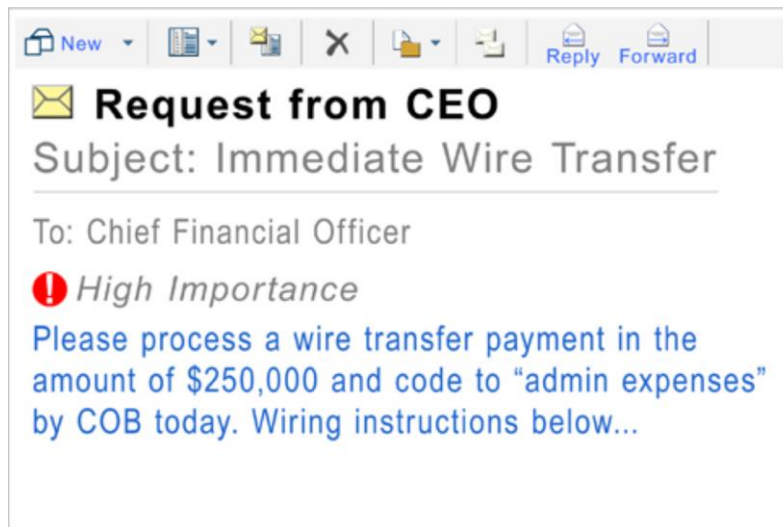 New
Reply Forward
Request from CEO
Subject: Immediate Wire Transfer
To: Chief Financial Officer
High Importance
Please process a wire transfer payment in the
amount of $250,000 and code to “admin expenses”
by COB today. Wiring instructions below...